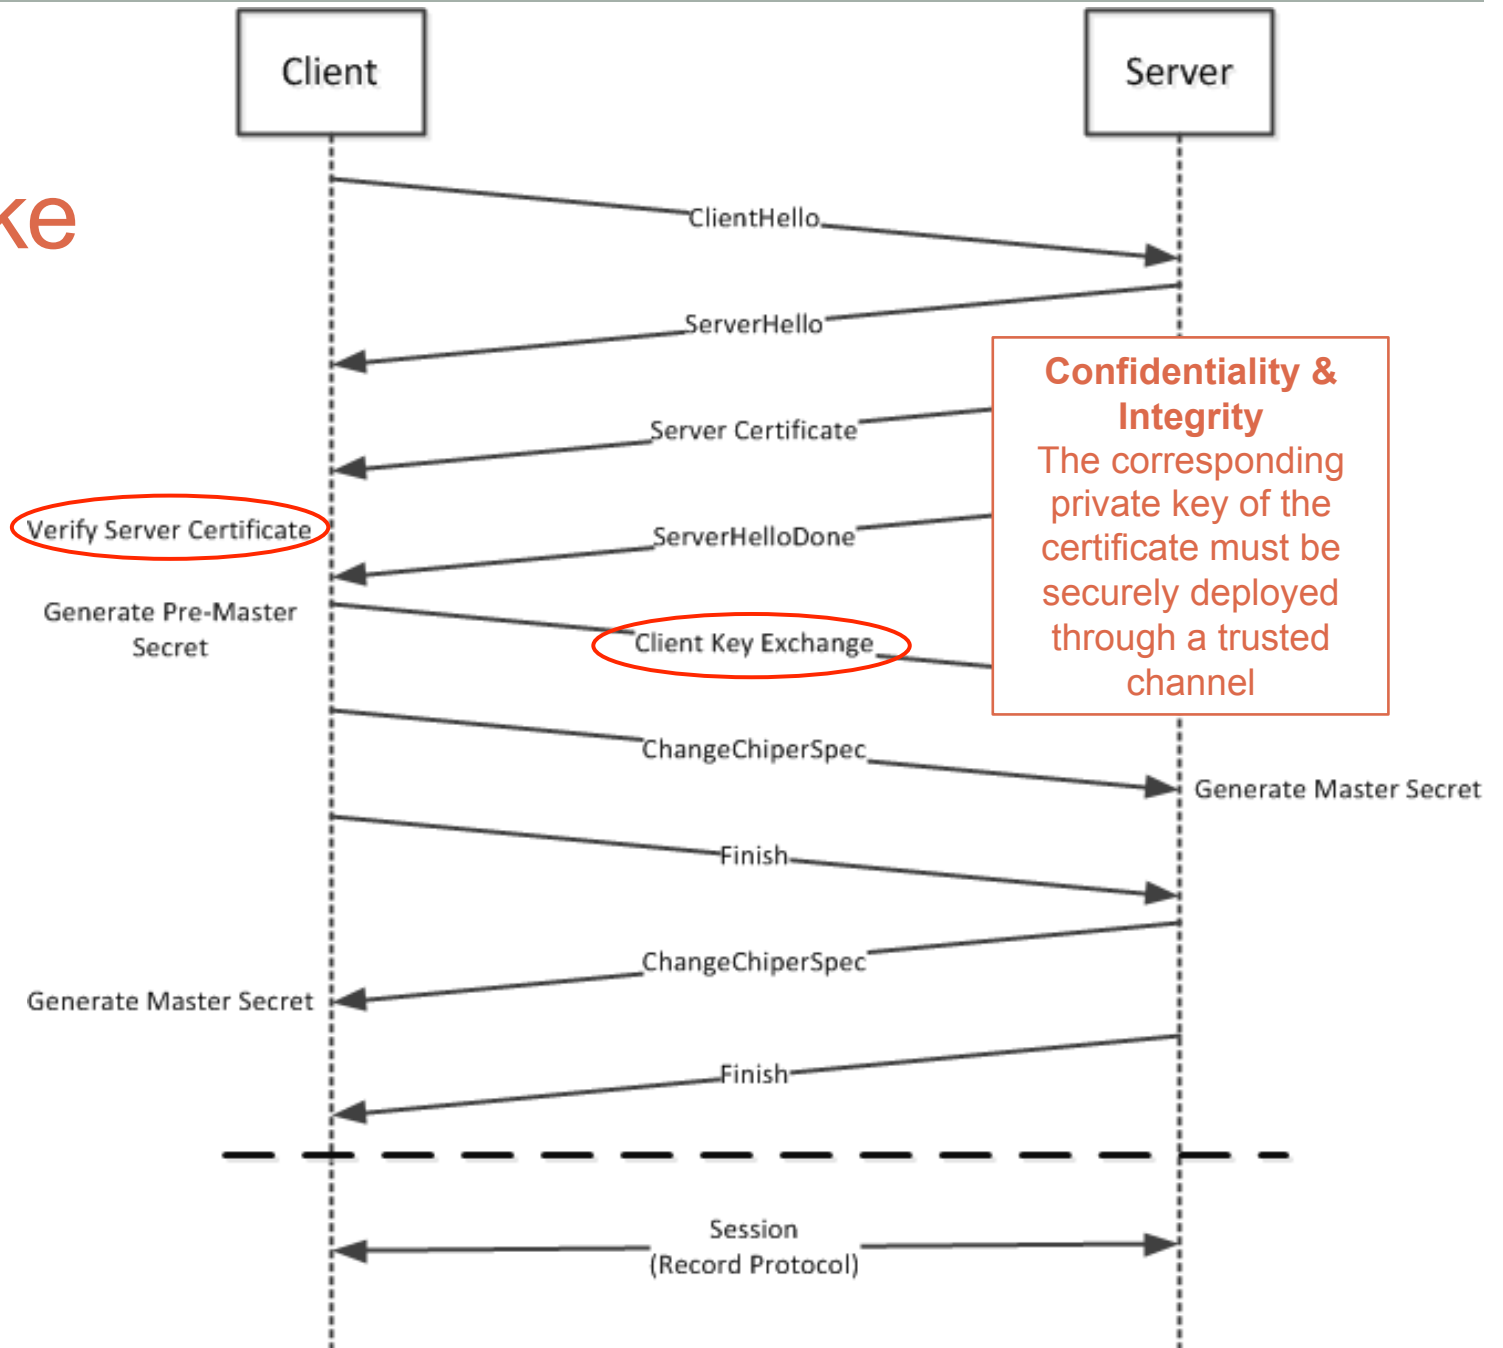 Client
Server
ke
ClientHello
ServerHello
Confidentiality &
Integrity
The corresponding
private key of the
certificate must be
securely deployed
through a trusted
channel
Server Certificate
Verify Server Certificate
ServerHelloDone
Generate Pre-Master
Secret
Client Key Exchange
ChangeChiperSpec
Generate Master Secret
Finish
ChangeChiperSpec
Generate Master Secret
Finish
Session
(Record Protocol)